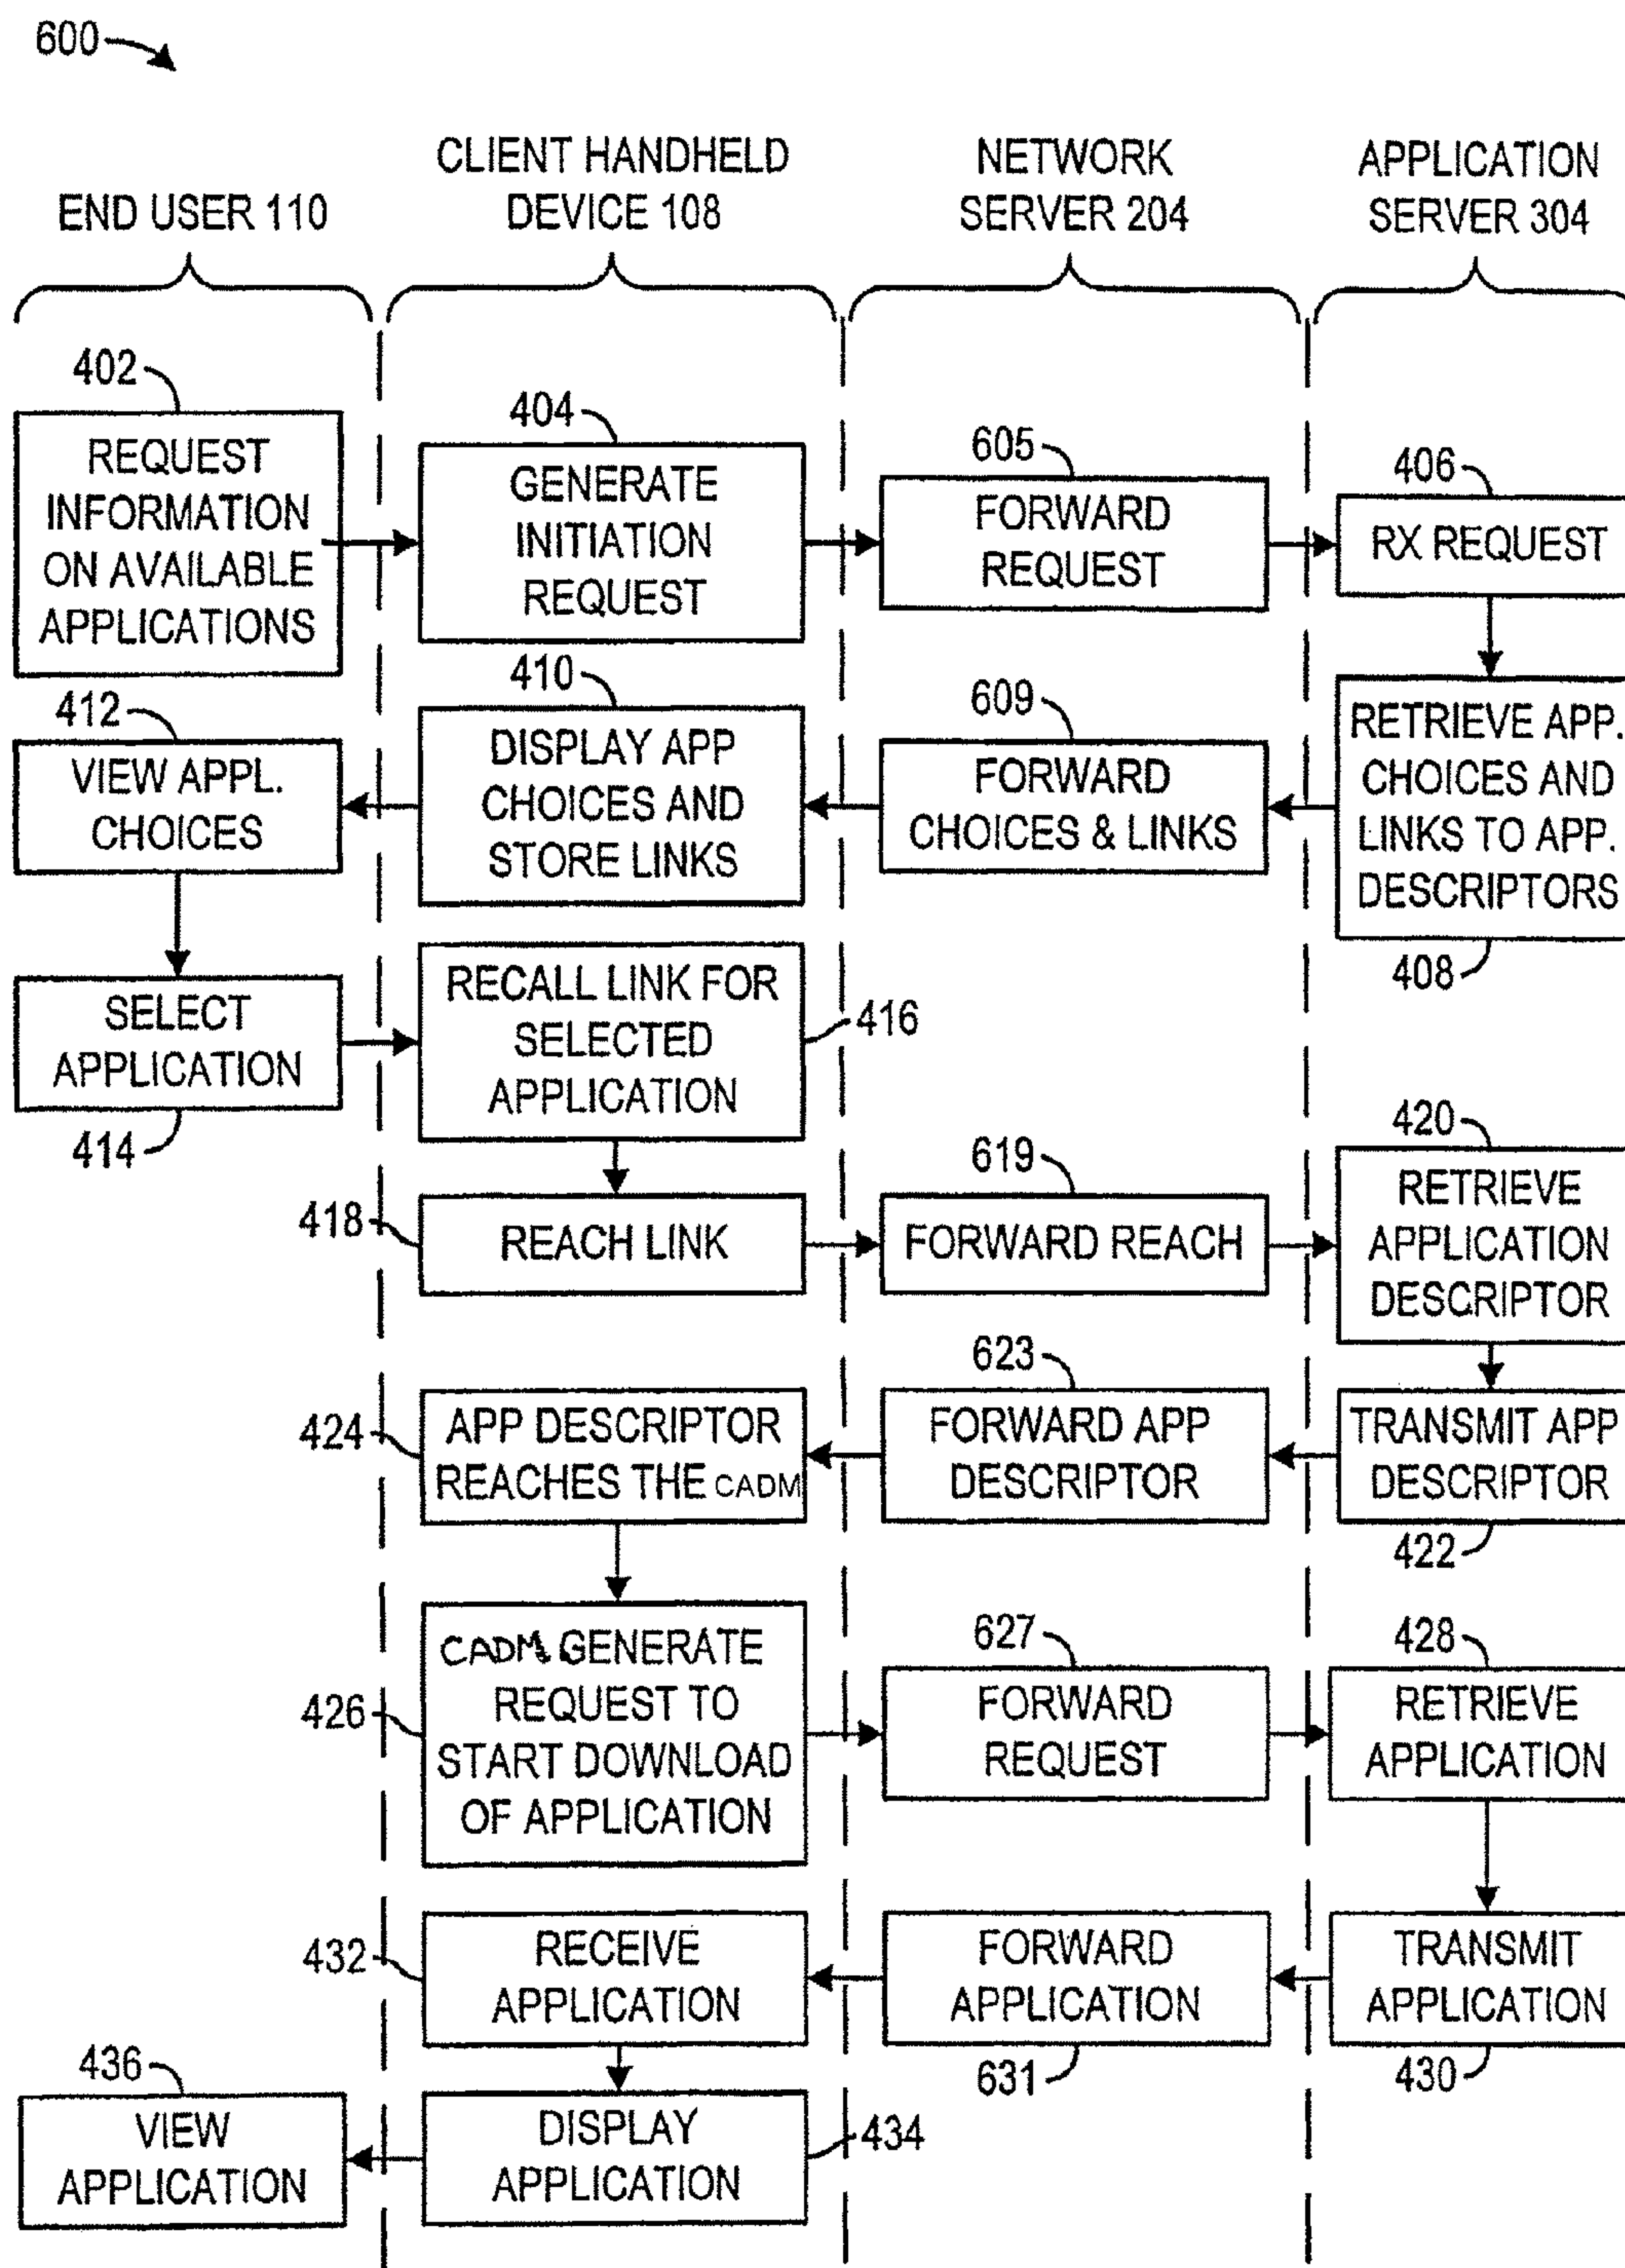 600
END USER 110
CLIENT HANDHELD
DEVICE 108
NETWORK
SERVER 204
APPLICATION
SERVER 304
402
REQUEST
INFORMATION
ON AVAILABLE
APPLICATIONS
404
GENERATE
INITIATION
REQUEST
605
FORWARD
REQUEST
406
RX REQUEST
412
VIEW APPL.
CHOICES
410
DISPLAY APP
CHOICES AND
STORE LINKS
609
FORWARD
CHOICES & LINKS
RETRIEVE APP.
CHOICES AND
LINKS TO APP.
DESCRIPTORS
408
SELECT
APPLICATION
414
RECALL LINK FOR
SELECTED
APPLICATION
416
418
REACH LINK
619
FORWARD REACH
420
RETRIEVE
APPLICATION
DESCRIPTOR
424
APP DESCRIPTOR
REACHES THE CADM
623
FORWARD APP
DESCRIPTOR
TRANSMIT APP
DESCRIPTOR
422
426
CADM GENERATE
REQUEST TO
START DOWNLOAD
OF APPLICATION
627
FORWARD
REQUEST
428
RETRIEVE
APPLICATION
432
RECEIVE
APPLICATION
FORWARD
APPLICATION
631
TRANSMIT
APPLICATION
430
436
VIEW
APPLICATION
DISPLAY
APPLICATION
434